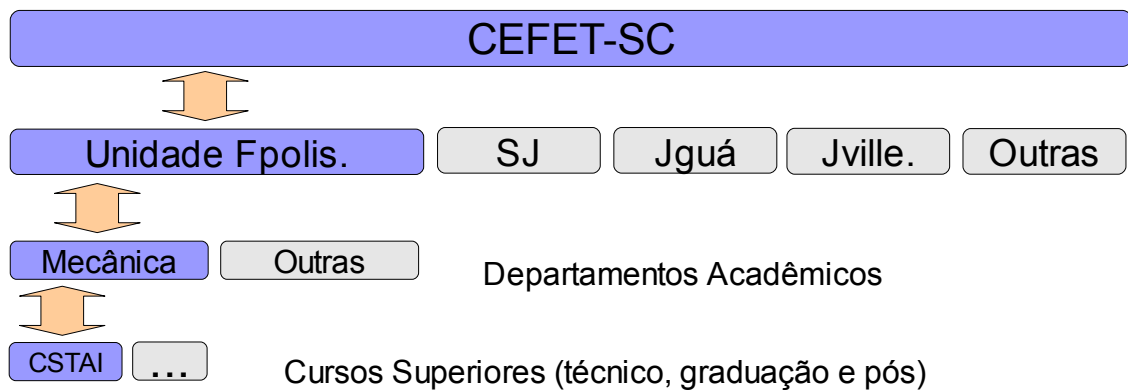 CEFET-SC
Unidade Fpolis. SJ Jguá Jville. Outras
Mecânica Outras Departamentos Acadêmicos
CSTAI ... Cursos Superiores (técnico, graduação e pós)